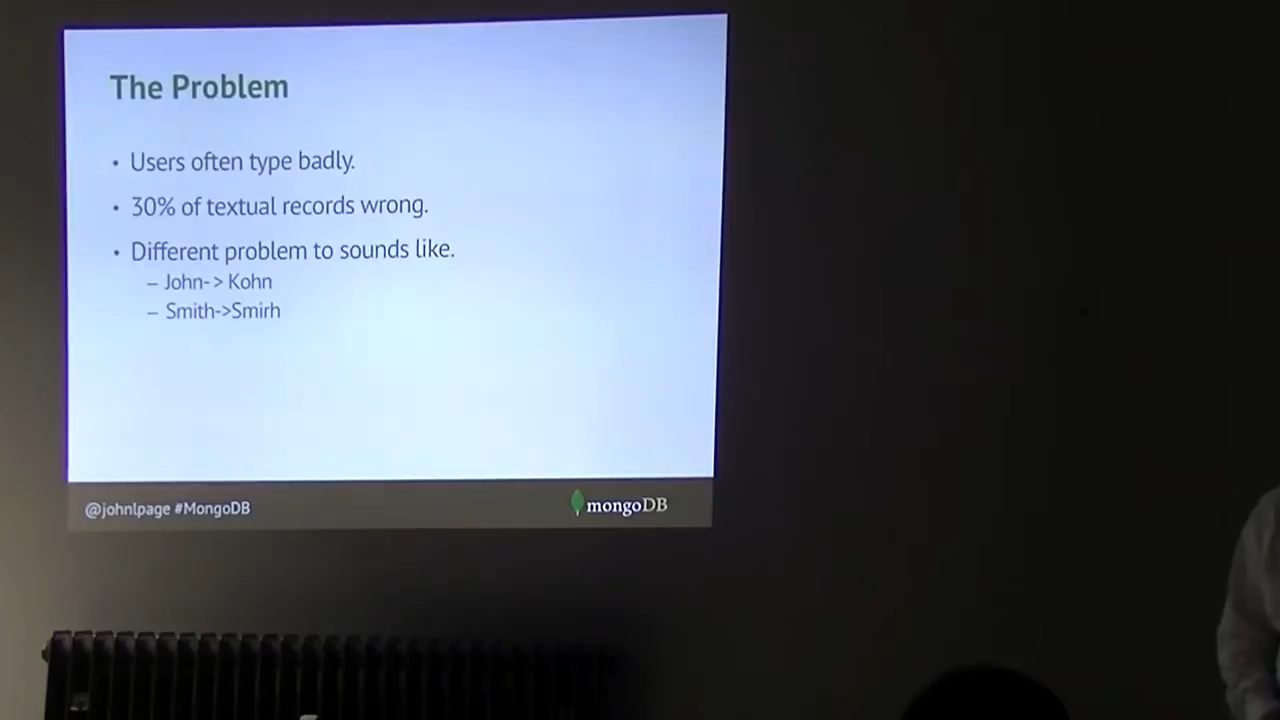 The Problem
• Users often type badly.
• 30% of textual records wrong.
• Different problem to sounds like.
– John-> Kohn
– Smith->Smirh
@johnlpage #MongoDB
mongoDB